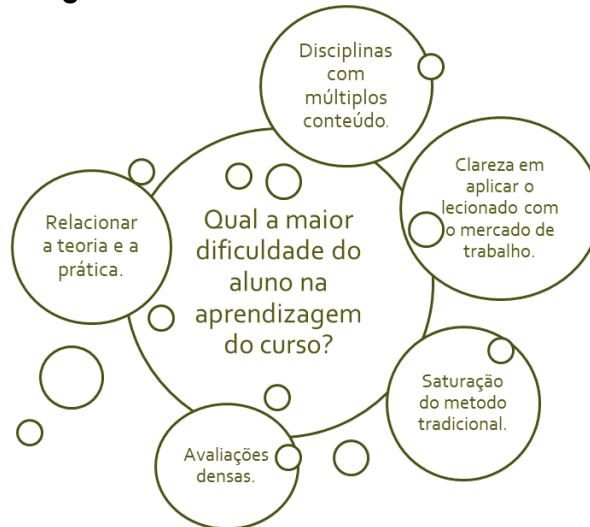 Disciplinas
com
múltiplos
conteúdo.
Clareza em
aplicar o
lecionado com
o mercado de
trabalho.
Relacionar
a teoria e a
prática.
Qual a maior
dificuldade do
aluno na
aprendizagem
do curso?
Saturação
do metodo
tradicional.
Avaliações
densas.